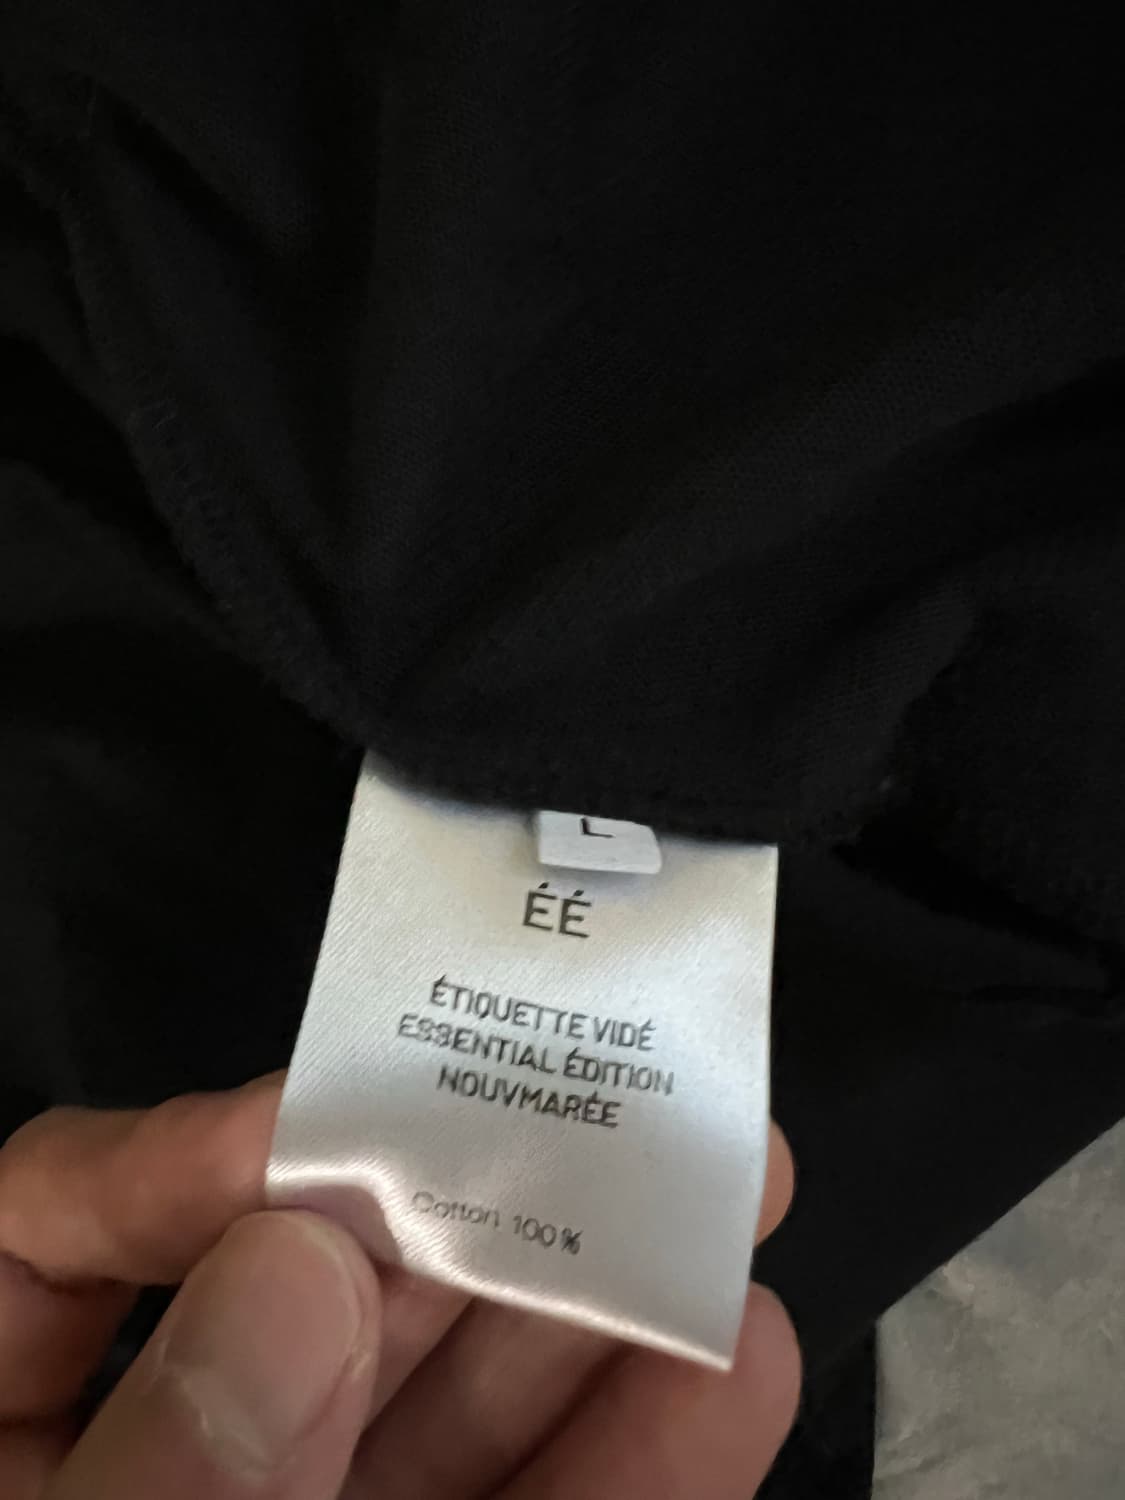 L
ÉÉ
ÉTIQUETTE VIDÉ
ESSENTIAL ÉDITION
NOUVMARÉE
Cotton 100%